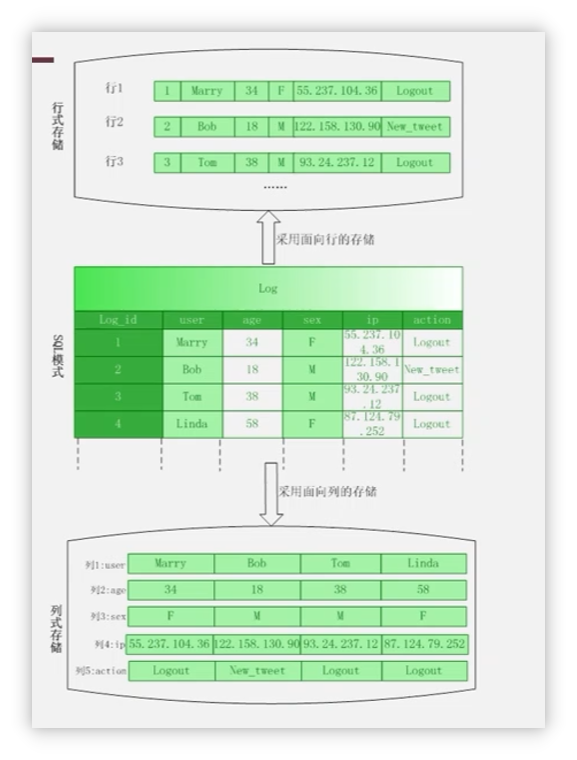 行式存储
行1 1 Marry 34 F 55.237.104.36 Logout
行2 2 Bob 18 M 122.158.130.90 New_tweet
行3 3 Tom 38 M 93.24.237.12 Logout
......
采用面向行的存储
SQL模式
Log
Log_id user age sex ip action
1 Marry 34 F 55.237.10
4.36 Logout
2 Bob 18 M 122.158.1
30.90 New_tweet
3 Tom 38 M 93.24.237
.12 Logout
4 Linda 58 F 87.124.79
.252 Logout
采用面向列的存储
列式存储
列1:user Marry Bob Tom Linda
列2:age 34 18 38 58
列3:sex F M M F
列4:ip 55.237.104.36 122.158.130.90 93.24.237.12 87.124.79.252
列5:action Logout New_tweet Logout Logout